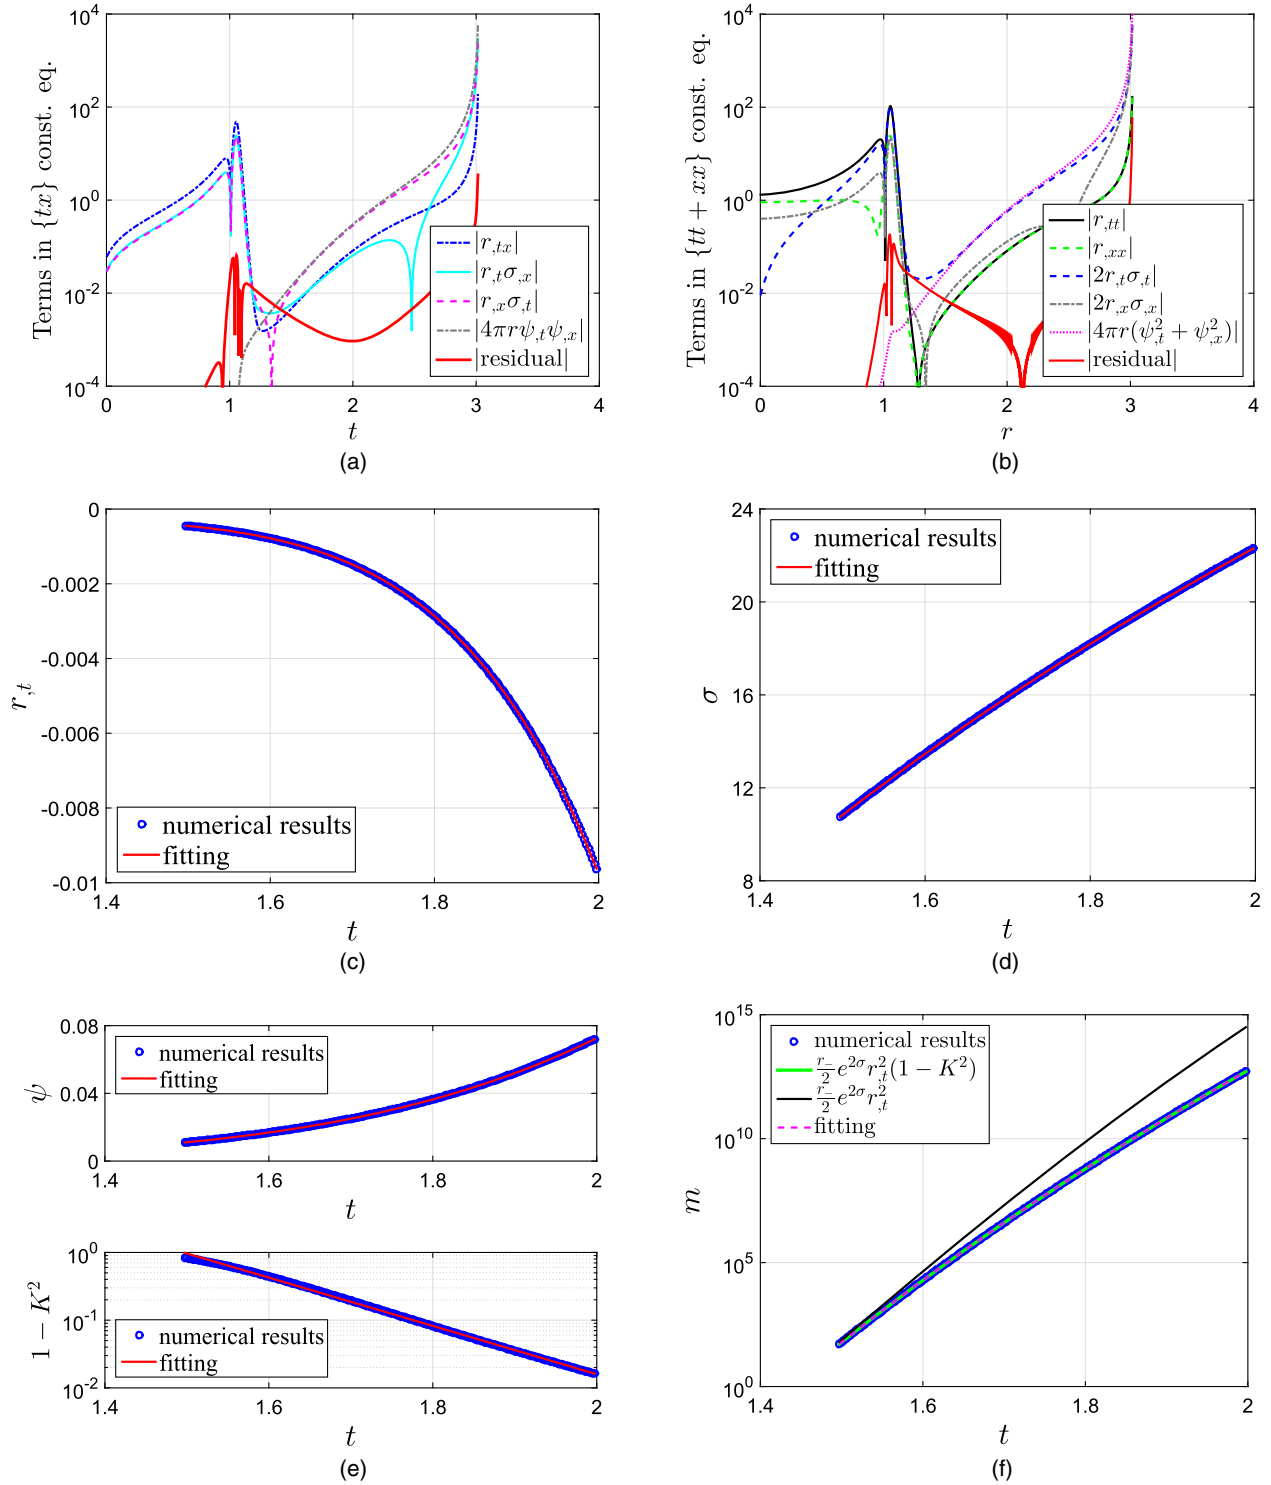 Terms in {tx} const. eq.
10^4
10^2
10^0
10^-2
10^-4
0 1 2 3 4
t
|r,tx|
|r,tσ,x|
|r,xσ,t|
|4πrψ,tψ,x|
|residual|
(a)
Terms in {tt + xx} const. eq.
10^4
10^2
10^0
10^-2
10^-4
0 1 2 3 4
r
|r,tt|
|r,xx|
|2r,tσ,t|
|2r,xσ,x|
|4πr(ψ,t^2 + ψ,x^2)|
|residual|
(b)
r,t
0
-0.002
-0.004
-0.006
-0.008
-0.01
1.4 1.6 1.8 2
t
numerical results
fitting
(c)
σ
24
20
16
12
8
1.4 1.6 1.8 2
t
numerical results
fitting
(d)
ψ
0.08
0.04
0
1.4 1.6 1.8 2
t
numerical results
fitting
1 − K^2
10^0
10^-1
10^-2
1.4 1.6 1.8 2
t
numerical results
fitting
(e)
m
10^15
10^10
10^5
10^0
1.4 1.6 1.8 2
t
numerical results
r−/2 e^2σ r,t^2(1 − K^2)
r−/2 e^2σ r,t^2
fitting
(f)